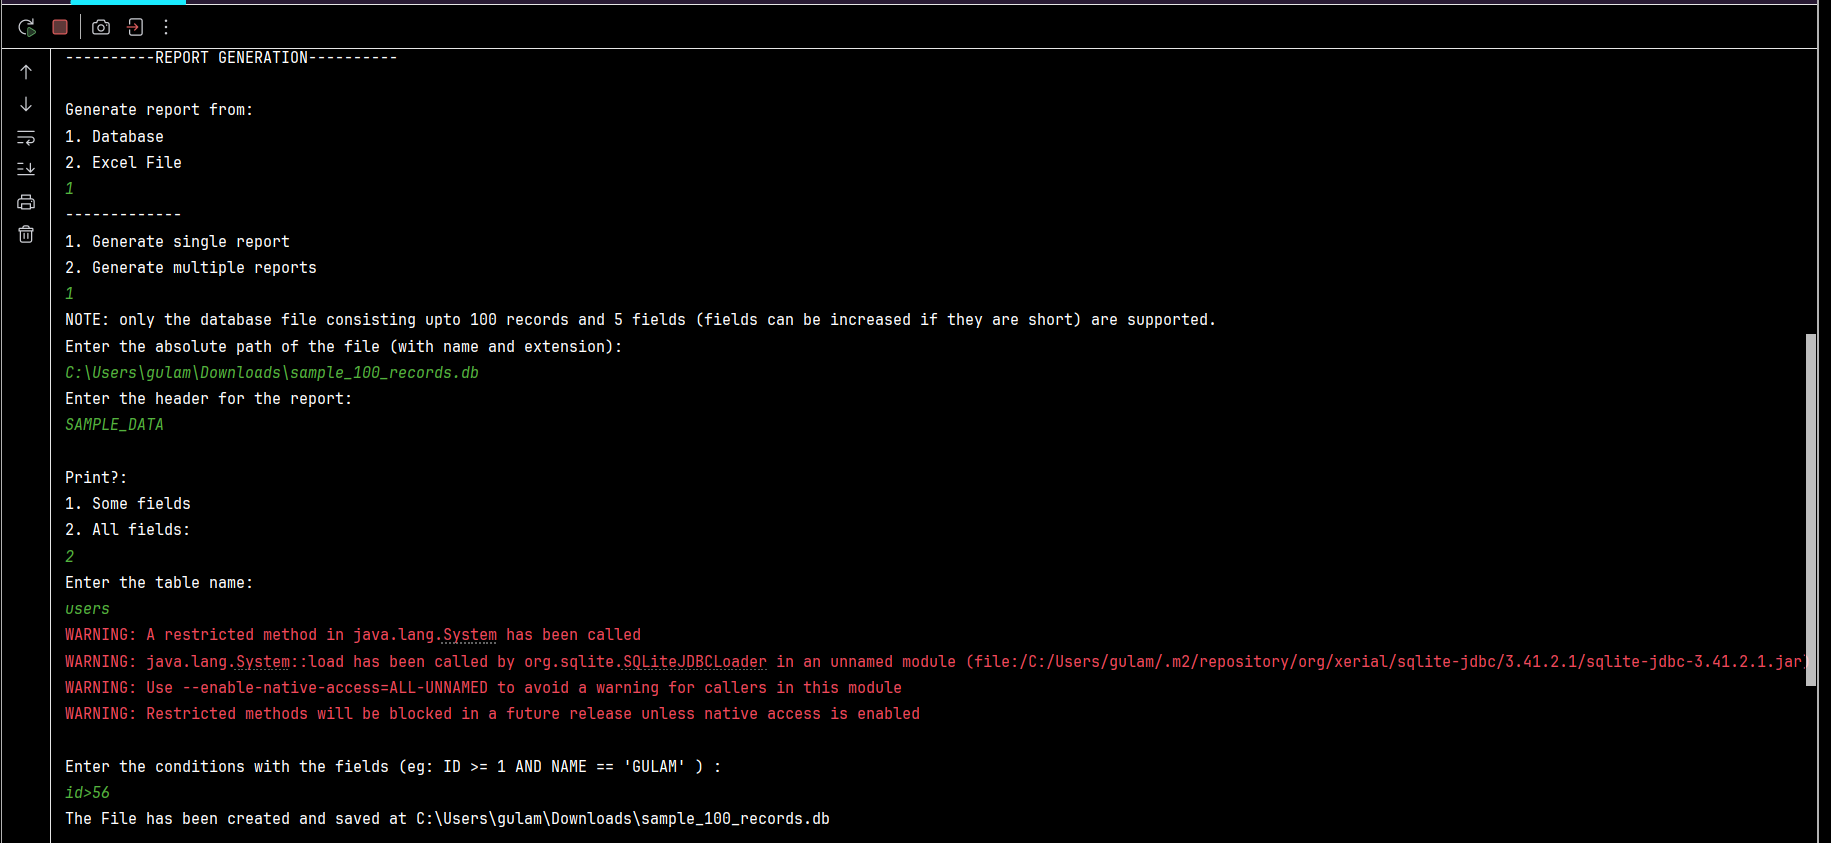 ----------REPORT GENERATION----------
Generate report from:
1. Database
2. Excel File
1
-------------
1. Generate single report
2. Generate multiple reports
1
NOTE: only the database file consisting upto 100 records and 5 fields (fields can be increased if they are short) are supported.
Enter the absolute path of the file (with name and extension):
C:\Users\gulam\Downloads\sample_100_records.db
Enter the header for the report:
SAMPLE_DATA
Print?:
1. Some fields
2. All fields:
2
Enter the table name:
users
WARNING: A restricted method in java.lang.System has been called
WARNING: java.lang.System::load has been called by org.sqlite.SQLiteJDBCLoader in an unnamed module (file:/C:/Users/gulam/.m2/repository/org/xerial/sqlite-jdbc/3.41.2.1/sqlite-jdbc-3.41.2.1.jar)
WARNING: Use --enable-native-access=ALL-UNNAMED to avoid a warning for callers in this module
WARNING: Restricted methods will be blocked in a future release unless native access is enabled
Enter the conditions with the fields (eg: ID >= 1 AND NAME == 'GULAM' ) :
id>56
The File has been created and saved at C:\Users\gulam\Downloads\sample_100_records.db